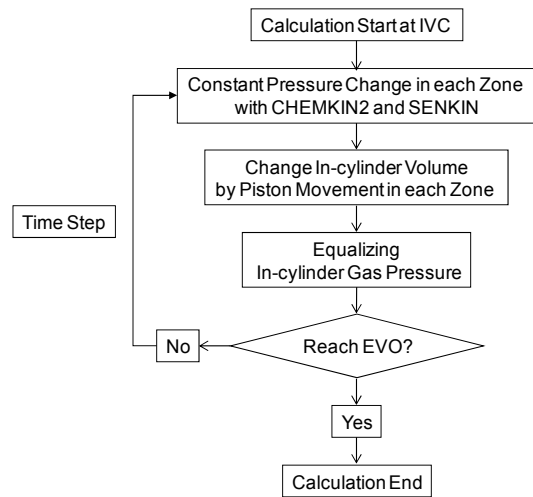 Calculation Start at IVC
Constant Pressure Change in each Zone
with CHEMKIN2 and SENKIN
Change In-cylinder Volume
by Piston Movement in each Zone
Time Step
Equalizing
In-cylinder Gas Pressure
No
Reach EVO?
Yes
Calculation End